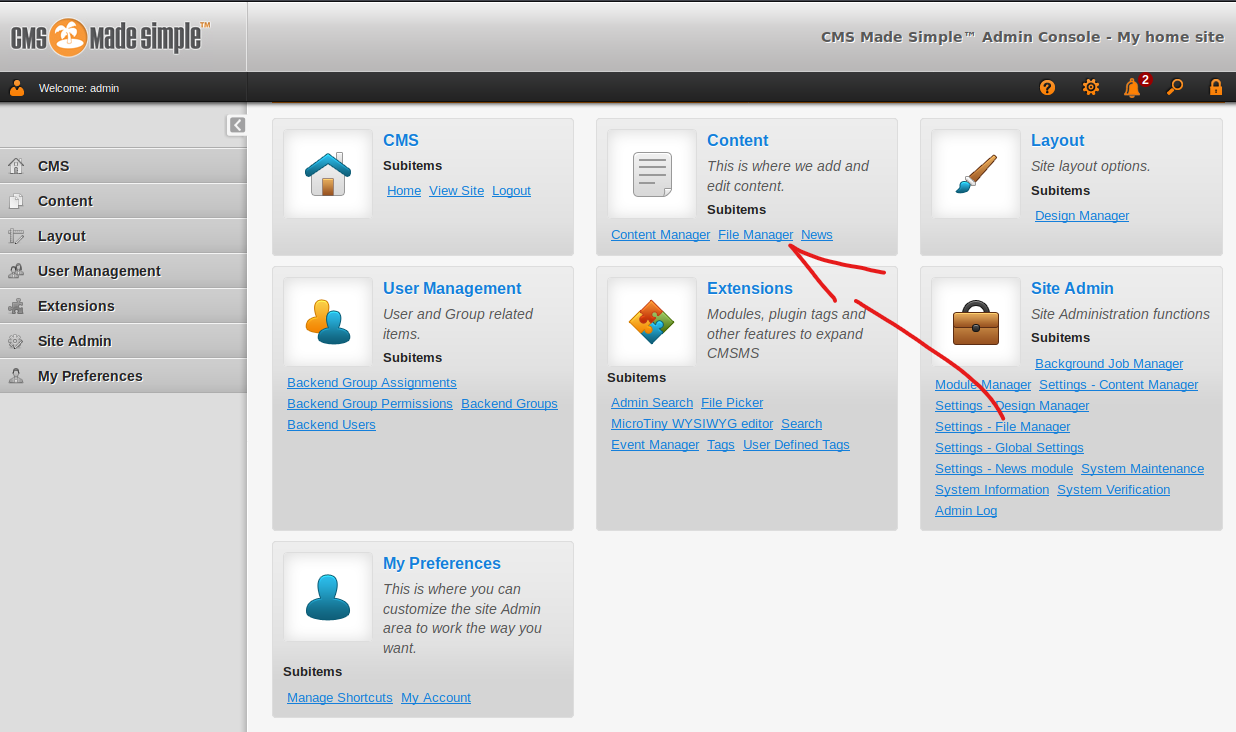 CMS Made Simple™
CMS Made Simple™ Admin Console - My home site
Welcome: admin
2
CMS
Content
Layout
User Management
Extensions
Site Admin
My Preferences
CMS
Subitems
Home View Site Logout
Content
This is where we add and
edit content.
Subitems
Content Manager File Manager News
Layout
Site layout options.
Subitems
Design Manager
User Management
User and Group related
items.
Subitems
Backend Group Assignments
Backend Group Permissions Backend Groups
Backend Users
Extensions
Modules, plugin tags and
other features to expand
CMSMS
Subitems
Admin Search File Picker
MicroTiny WYSIWYG editor Search
Event Manager Tags User Defined Tags
Site Admin
Site Administration functions
Subitems
Background Job Manager
Module Manager Settings - Content Manager
Settings - Design Manager
Settings - File Manager
Settings - Global Settings
Settings - News module System Maintenance
System Information System Verification
Admin Log
My Preferences
This is where you can
customize the site Admin
area to work the way you
want.
Subitems
Manage Shortcuts My Account